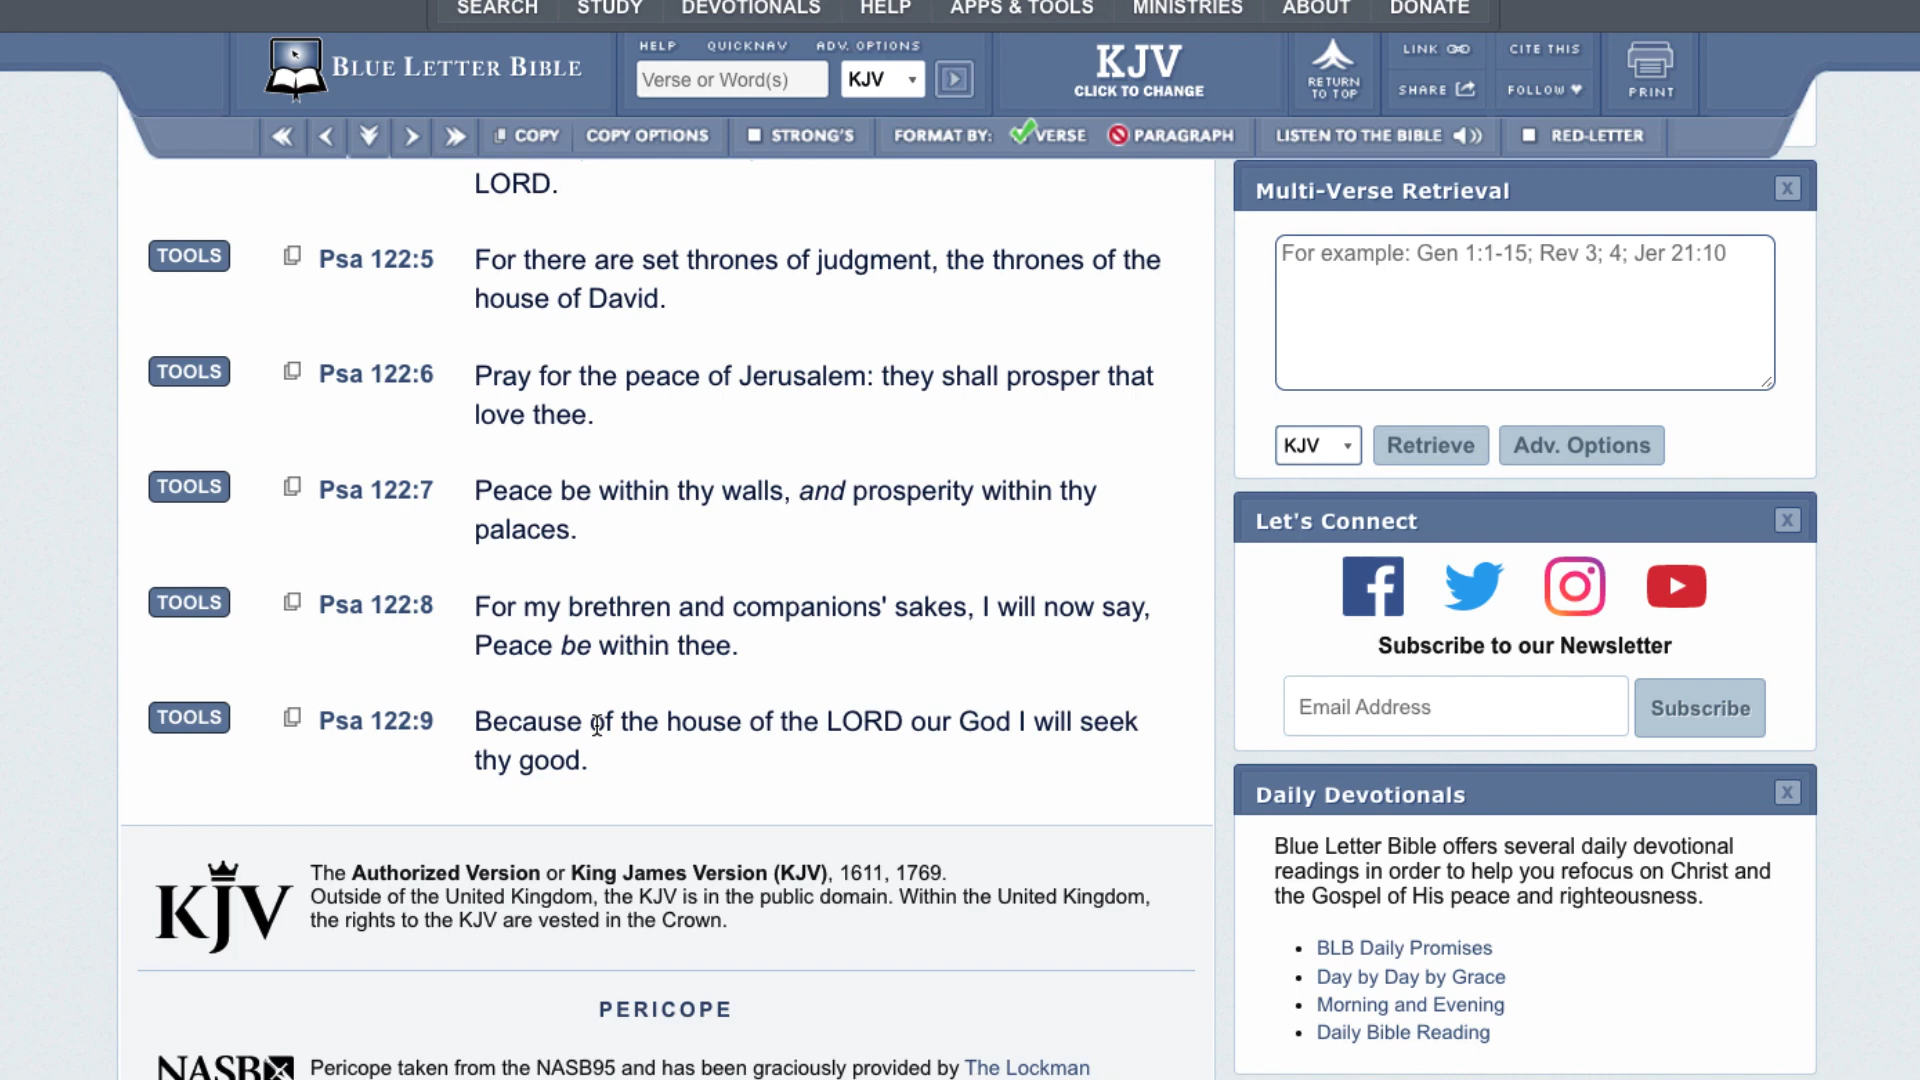 SEARCH STUDY DEVOTIONALS HELP APPS & TOOLS MINISTRIES ABOUT DONATE
BLUE LETTER BIBLE
HELP QUICKNAV ADV. OPTIONS
Verse or Word(s) KJV
KJV
CLICK TO CHANGE
RETURN
TO TOP
LINK
SHARE
CITE THIS
FOLLOW
PRINT
COPY COPY OPTIONS STRONG'S FORMAT BY: VERSE PARAGRAPH LISTEN TO THE BIBLE RED-LETTER
LORD.
TOOLS Psa 122:5 For there are set thrones of judgment, the thrones of the
house of David.
TOOLS Psa 122:6 Pray for the peace of Jerusalem: they shall prosper that
love thee.
TOOLS Psa 122:7 Peace be within thy walls, and prosperity within thy
palaces.
TOOLS Psa 122:8 For my brethren and companions' sakes, I will now say,
Peace be within thee.
TOOLS Psa 122:9 Because of the house of the LORD our God I will seek
thy good.
KJV
The Authorized Version or King James Version (KJV), 1611, 1769.
Outside of the United Kingdom, the KJV is in the public domain. Within the United Kingdom,
the rights to the KJV are vested in the Crown.
PERICOPE
NASB
Pericope taken from the NASB95 and has been graciously provided by The Lockman
Multi-Verse Retrieval X
For example: Gen 1:1-15; Rev 3; 4; Jer 21:10
KJV Retrieve Adv. Options
Let's Connect X
Subscribe to our Newsletter
Email Address Subscribe
Daily Devotionals X
Blue Letter Bible offers several daily devotional
readings in order to help you refocus on Christ and
the Gospel of His peace and righteousness.
BLB Daily Promises
Day by Day by Grace
Morning and Evening
Daily Bible Reading